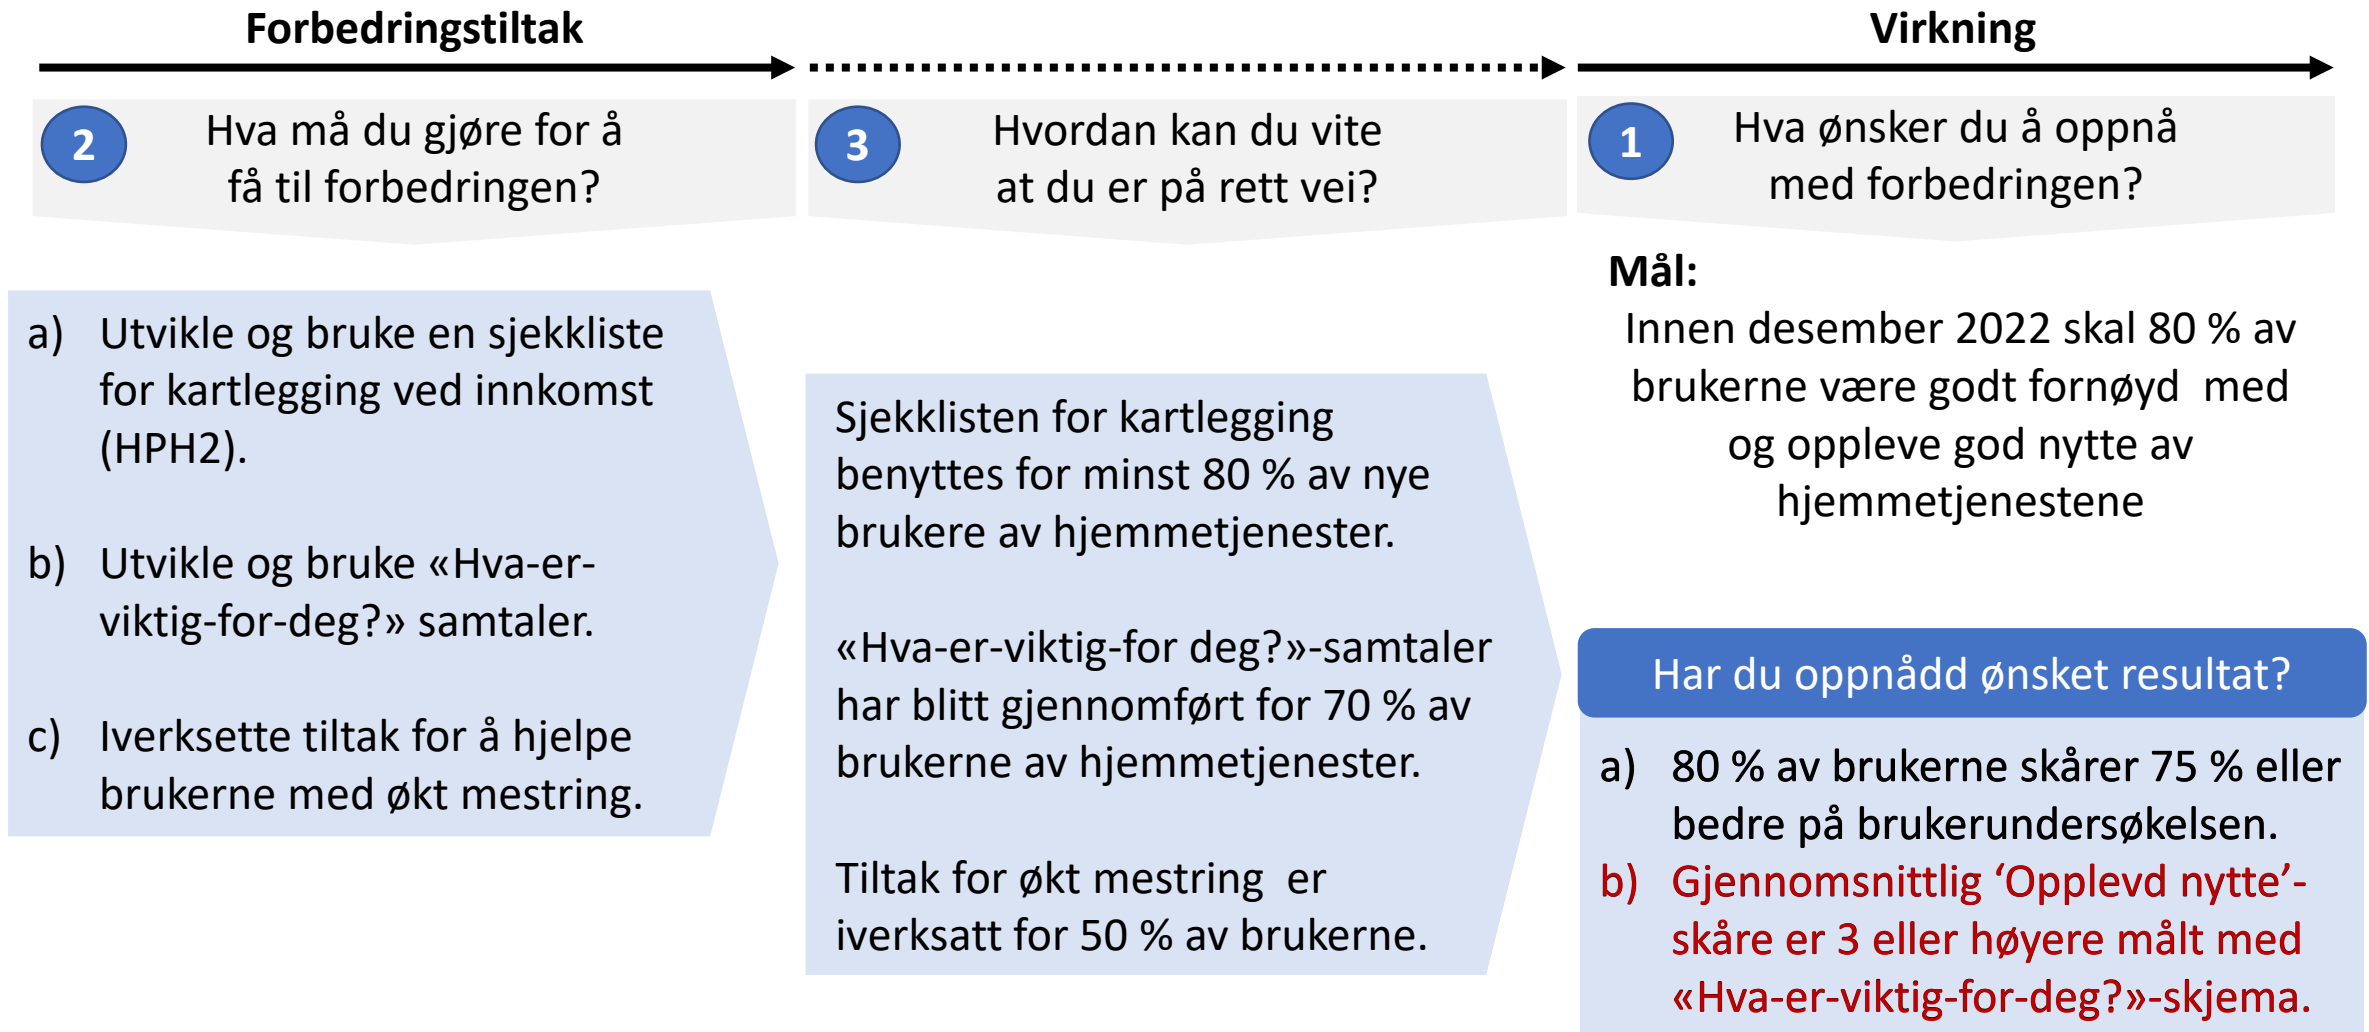 Forbedringstiltak
Virkning
2
Hva må du gjøre for å
få til forbedringen?
3
Hvordan kan du vite
at du er på rett vei?
1
Hva ønsker du å oppnå
med forbedringen?
a) Utvikle og bruke en sjekkliste
for kartlegging ved innkomst
(HPH2).
b) Utvikle og bruke «Hva-er-
viktig-for-deg?» samtaler.
c) Iverksette tiltak for å hjelpe
brukerne med økt mestring.
Sjekklisten for kartlegging
benyttes for minst 80 % av nye
brukere av hjemmetjenester.
«Hva-er-viktig-for deg?»-samtaler
har blitt gjennomført for 70 % av
brukerne av hjemmetjenester.
Tiltak for økt mestring  er
iverksatt for 50 % av brukerne.
Mål:
Innen desember 2022 skal 80 % av
brukerne være godt fornøyd  med
og oppleve god nytte av
hjemmetjenestene
Har du oppnådd ønsket resultat?
a) 80 % av brukerne skårer 75 % eller
bedre på brukerundersøkelsen.
b) Gjennomsnittlig ‘Opplevd nytte’-
skåre er 3 eller høyere målt med
«Hva-er-viktig-for-deg?»-skjema.